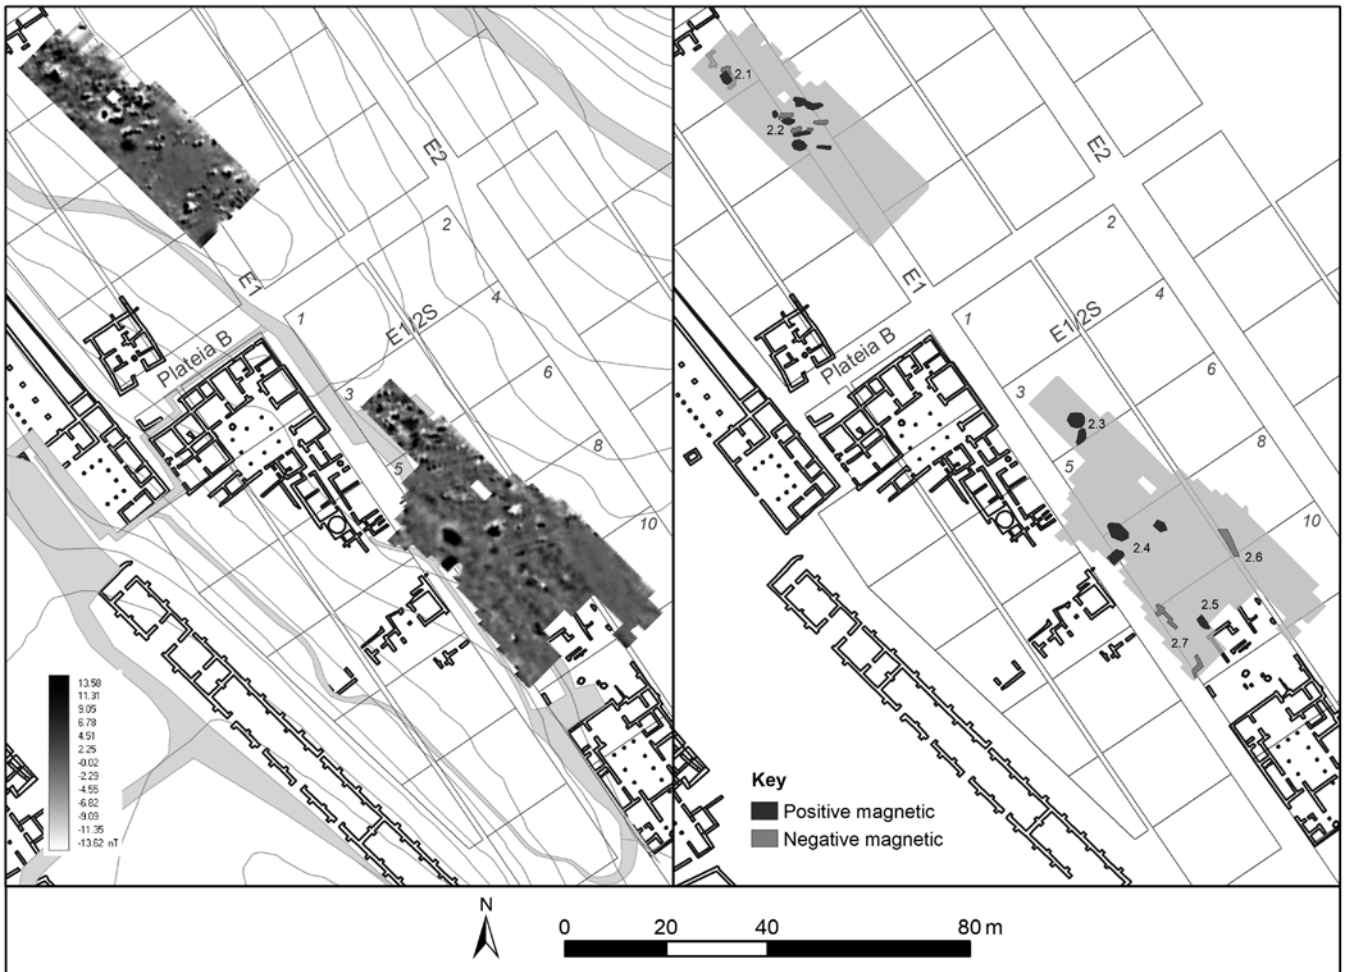 E2
2
E1
1
E1/2S
4
Plateia B
3
6
5
8
10
13.58
11.31
9.05
6.78
4.51
2.25
-0.02
-2.29
-4.55
-6.82
-9.09
-11.35
-13.62 nT
2.1
2.2
E2
2
E1
1
E1/2S
4
Plateia B
3
6
2.3
5
8
10
2.4
2.6
2.5
2.7
Key
Positive magnetic
Negative magnetic
N
0 20 40 80 m